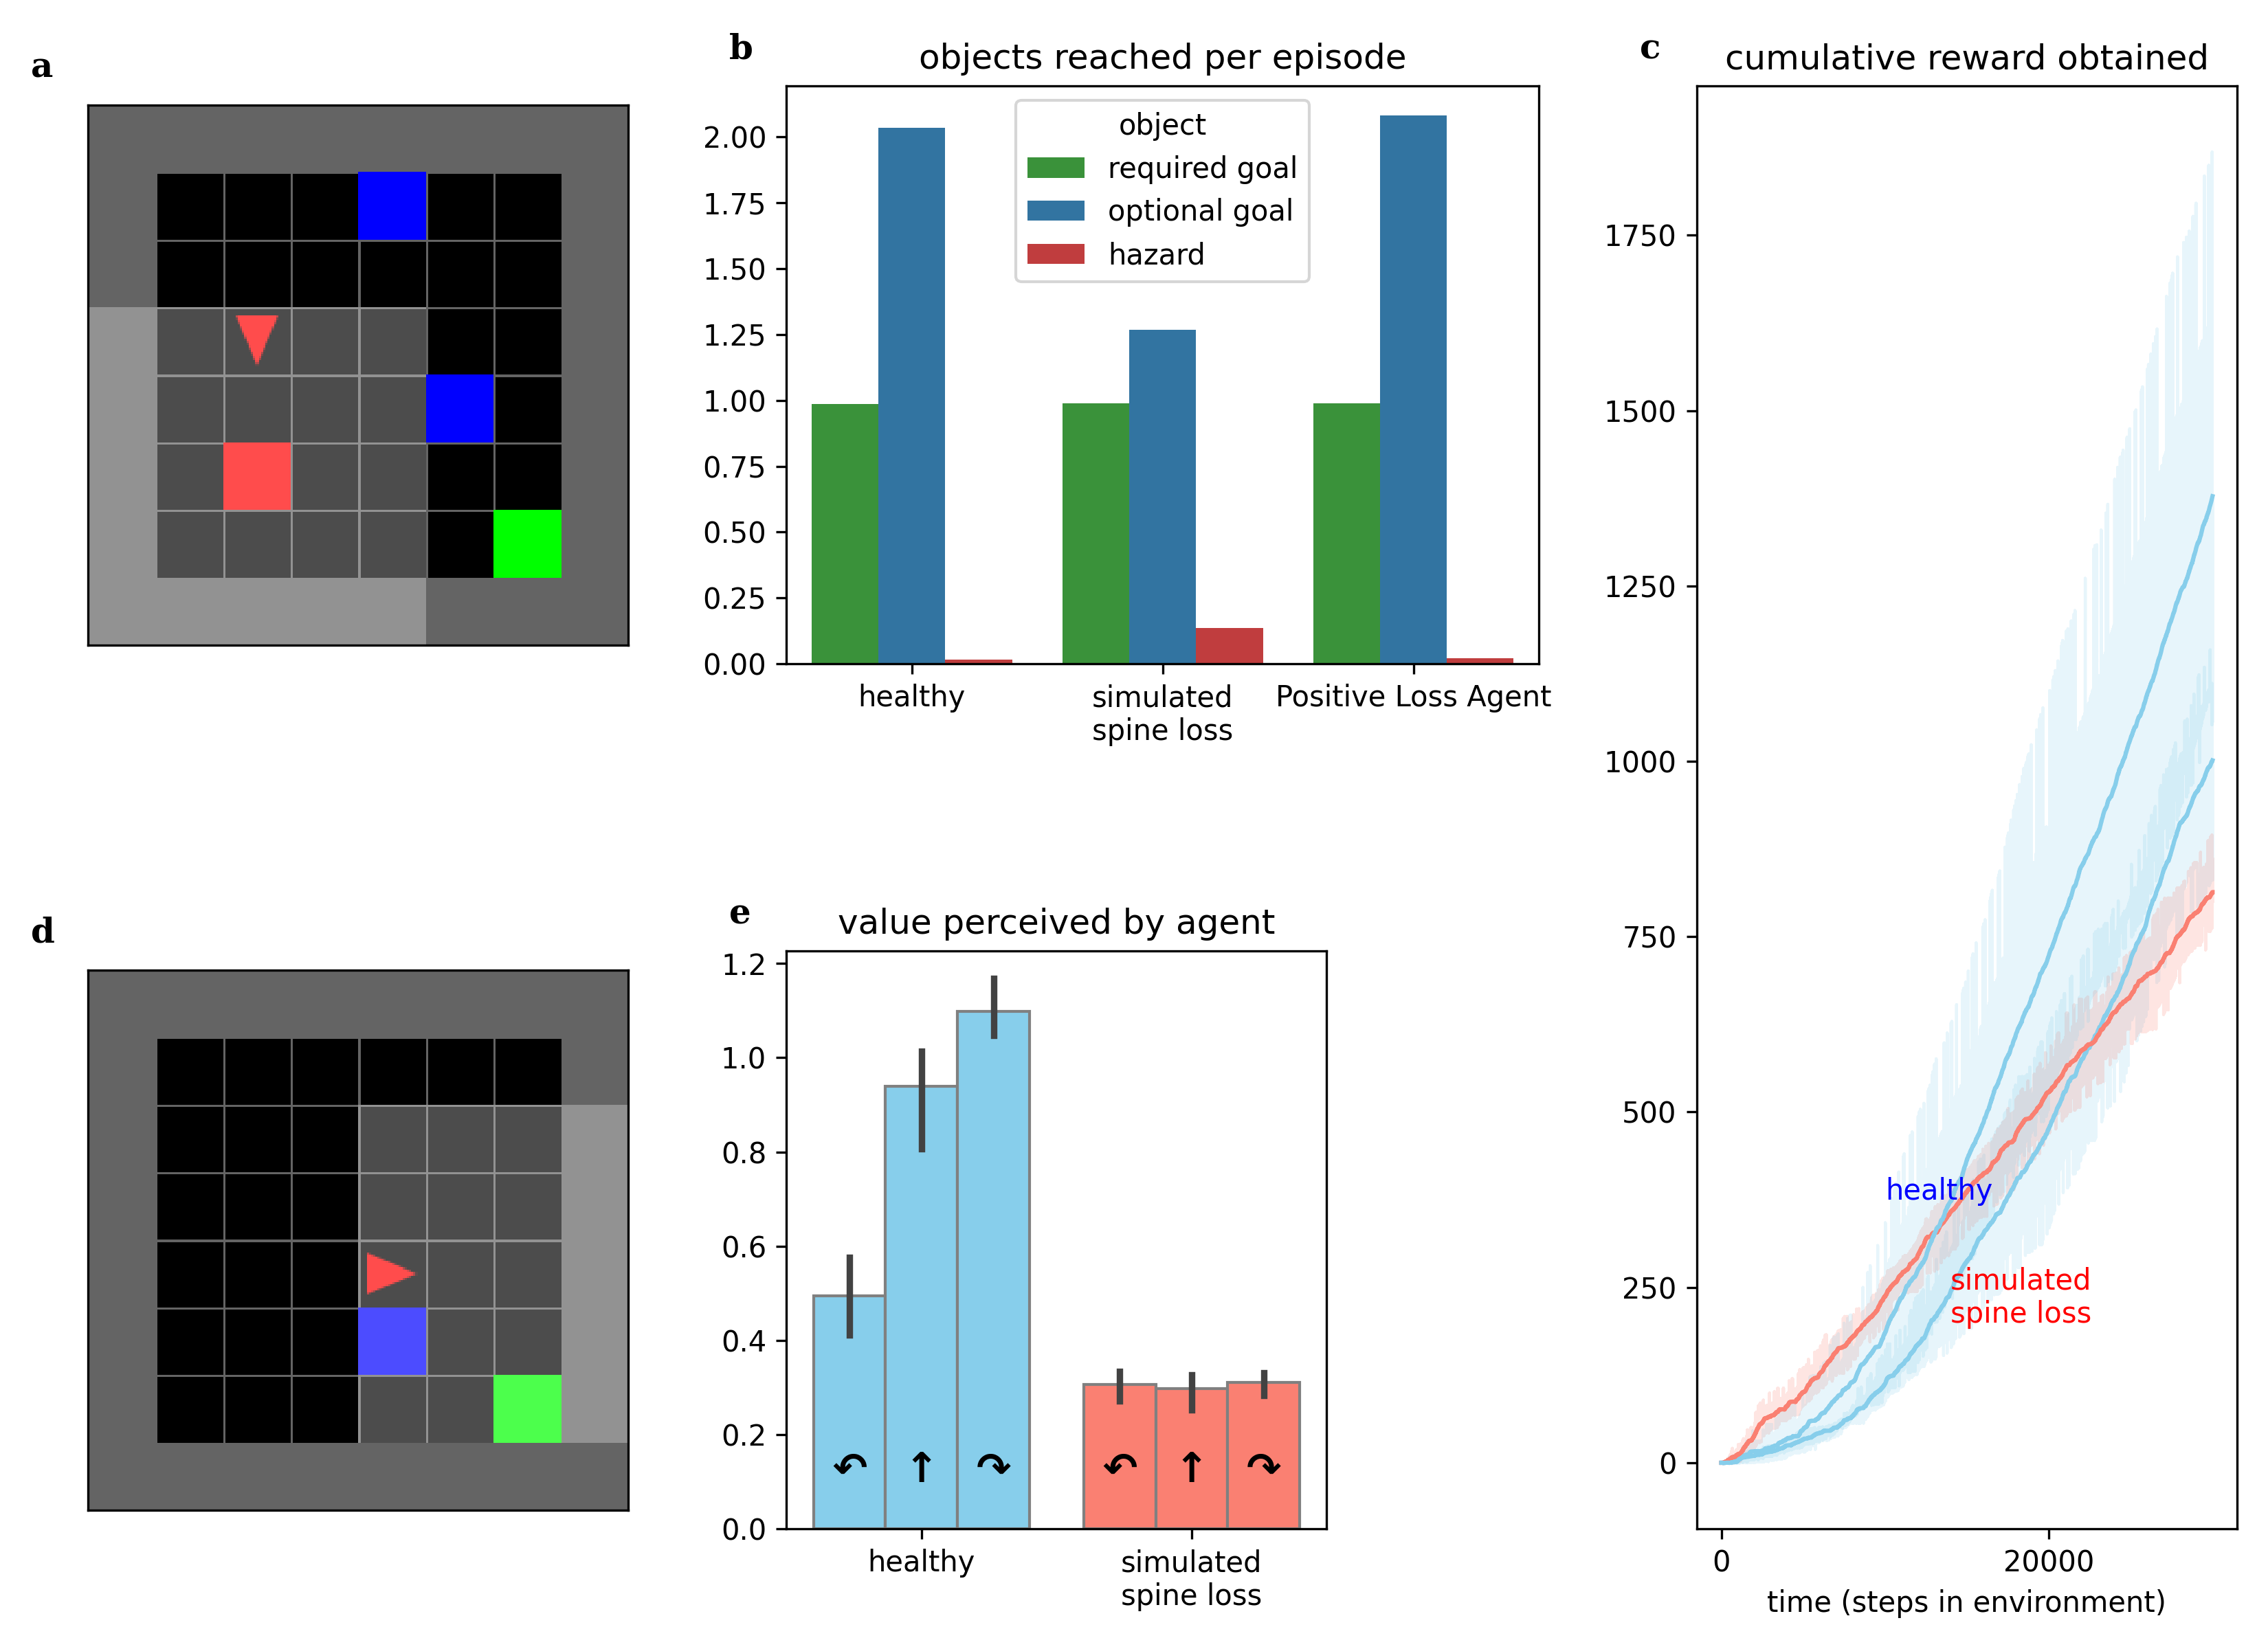 a
b
objects reached per episode
object
required goal
optional goal
hazard
2.00
1.75
1.50
1.25
1.00
0.75
0.50
0.25
0.00
healthy
simulated
spine loss
Positive Loss Agent
c
cumulative reward obtained
1750
1500
1250
1000
750
500
250
0
healthy
simulated
spine loss
0
20000
time (steps in environment)
d
e
value perceived by agent
1.2
1.0
0.8
0.6
0.4
0.2
0.0
↶ ↑ ↷ ↶ ↑ ↷
healthy
simulated
spine loss